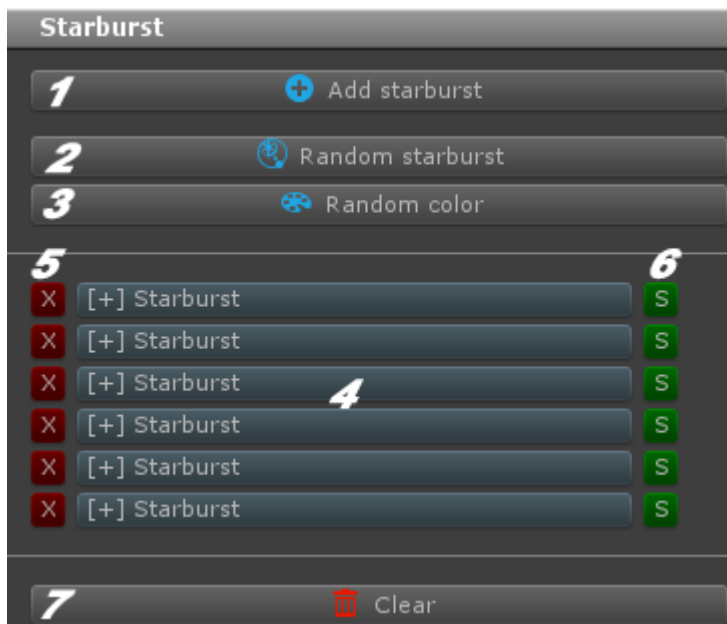 Starburst
1 Add starburst
2 Random starburst
3 Random color
5 6
X [+] Starburst S
X [+] Starburst S
X [+] Starburst S
4
X [+] Starburst S
X [+] Starburst S
X [+] Starburst S
7 Clear